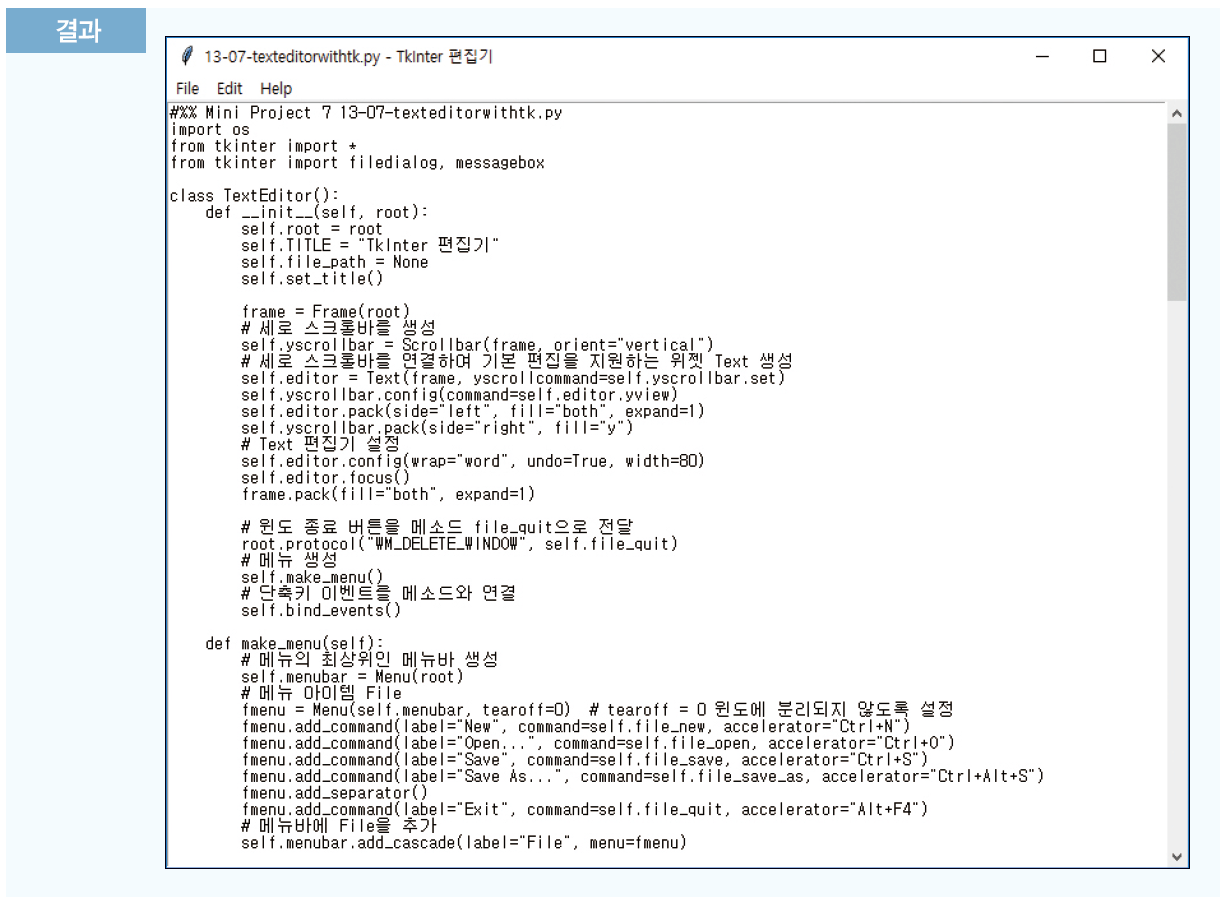 결과
13-07-texteditorwithtk.py - TkInter 편집기
File Edit Help
#%% Mini Project 7 13-07-texteditorwithtk.py
import os
from tkinter import *
from tkinter import filedialog, messagebox
class TextEditor():
    def __init__(self, root):
        self.root = root
        self.TITLE = "TkInter 편집기"
        self.file_path = None
        self.set_title()
        frame = Frame(root)
        # 세로 스크롤바를 생성
        self.yscrollbar = Scrollbar(frame, orient="vertical")
        # 세로 스크롤바를 연결하며 기본 편집을 지원하는 위젯 Text 생성
        self.editor = Text(frame, yscrollcommand=self.yscrollbar.set)
        self.yscrollbar.config(command=self.editor.yview)
        self.editor.pack(side="left", fill="both", expand=1)
        self.yscrollbar.pack(side="right", fill="y")
        # Text 편집기 설정
        self.editor.config(wrap="word", undo=True, width=80)
        self.editor.focus()
        frame.pack(fill="both", expand=1)
        # 윈도 종료 버튼을 메소드 file_quit으로 전달
        root.protocol("WM_DELETE_WINDOW", self.file_quit)
        # 메뉴 생성
        self.make_menu()
        # 단축키 이벤트를 메소드와 연결
        self.bind_events()
    def make_menu(self):
        # 메뉴의 최상위인 메뉴바 생성
        self.menubar = Menu(root)
        # 메뉴 아이템 File
        fmenu = Menu(self.menubar, tearoff=0)  # tearoff = 0 윈도에 분리되지 않도록 설정
        fmenu.add_command(label="New", command=self.file_new, accelerator="Ctrl+N")
        fmenu.add_command(label="Open...", command=self.file_open, accelerator="Ctrl+O")
        fmenu.add_command(label="Save", command=self.file_save, accelerator="Ctrl+S")
        fmenu.add_command(label="Save As...", command=self.file_save_as, accelerator="Ctrl+Alt+S")
        fmenu.add_separator()
        fmenu.add_command(label="Exit", command=self.file_quit, accelerator="Alt+F4")
        # 메뉴바에 File을 추가
        self.menubar.add_cascade(label="File", menu=fmenu)